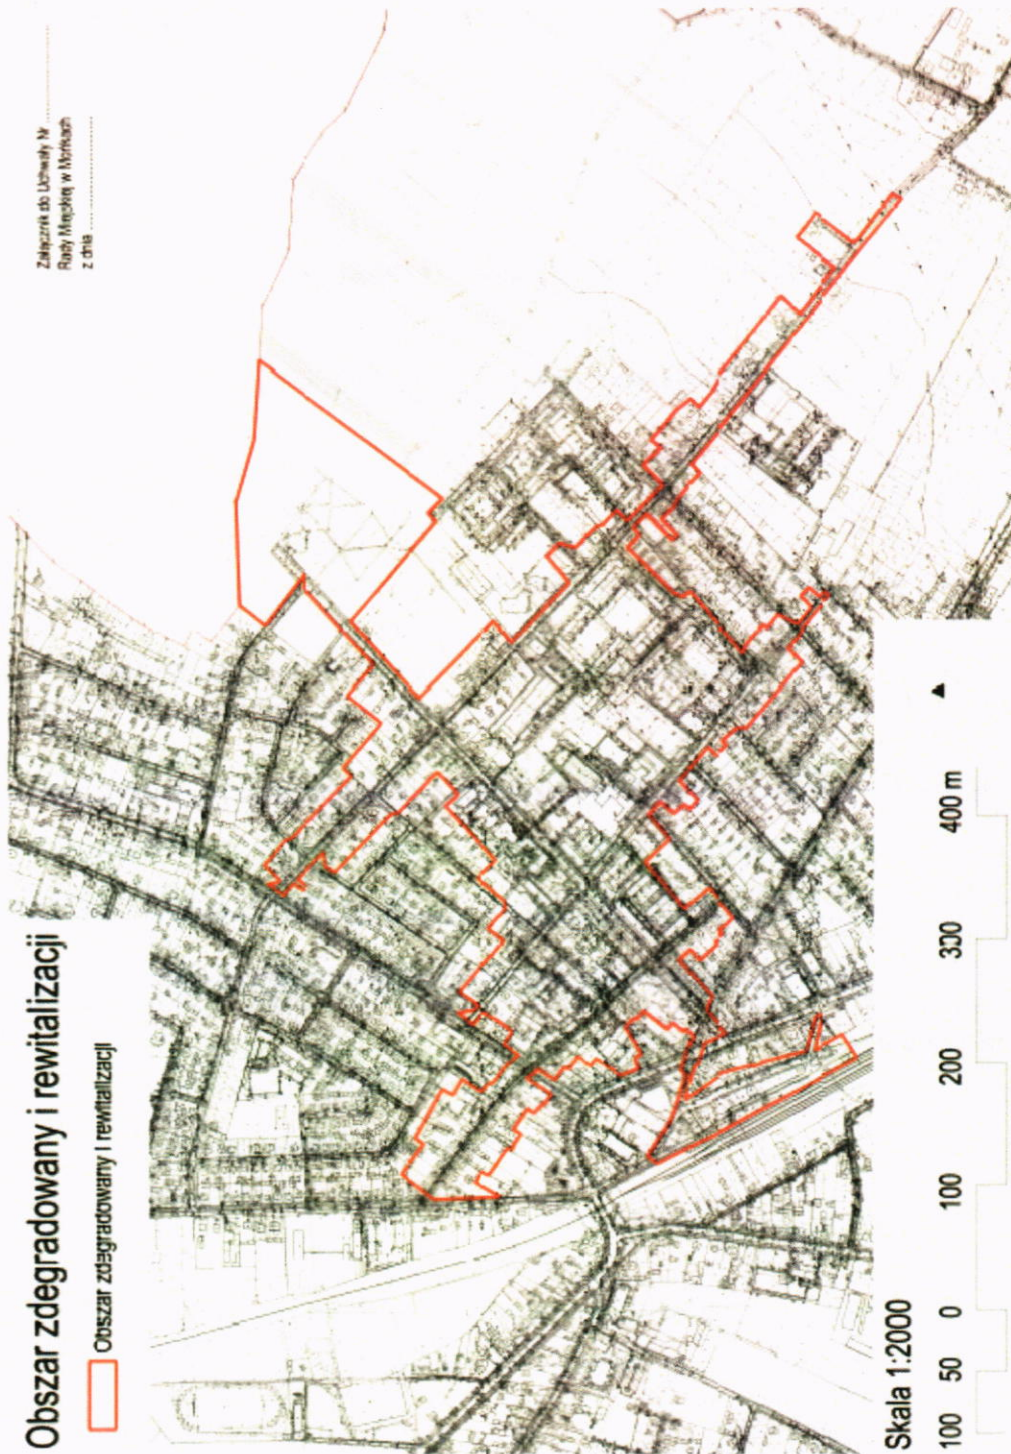 Załącznik do Uchwały Nr ....................
Rady Miejskiej w Mońkach
z dnia ....................
Obszar zdegradowany i rewitalizacji
Obszar zdegradowany i rewitalizacji
Skala 1:2000
100 50 0 100 200 330 400 m